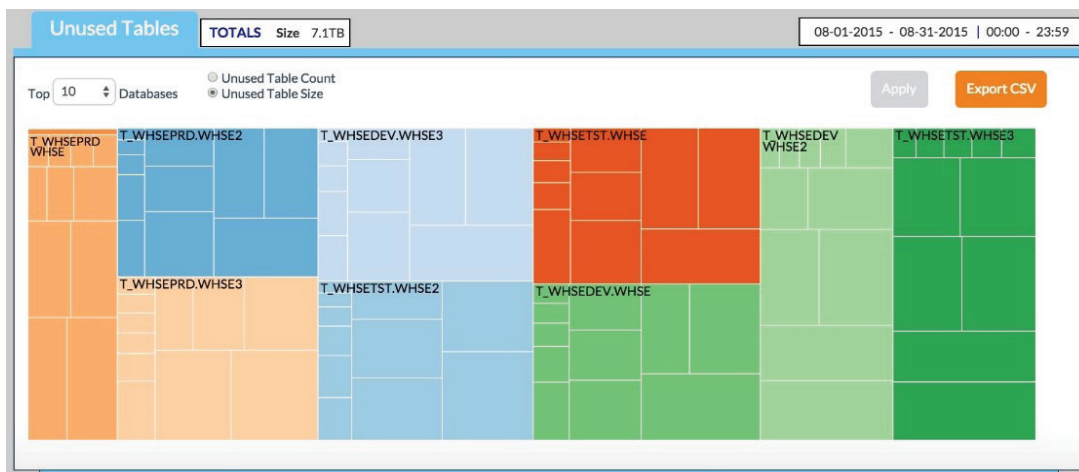 Unused Tables
TOTALS Size 7.1TB
08-01-2015 - 08-31-2015 | 00:00 - 23:59
Top 10 Databases
Unused Table Count
Unused Table Size
Apply
Export CSV
T_WHSEPRD
WHSE
T_WHSEPRD.WHSE2
T_WHSEDEV.WHSE3
T_WHSETST.WHSE
T_WHSEDEV
WHSE2
T_WHSETST.WHSE3
T_WHSEPRD.WHSE3
T_WHSETST.WHSE2
T_WHSEDEV.WHSE